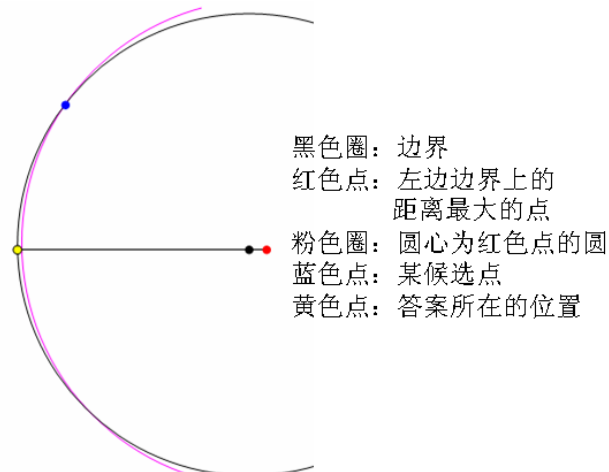 黑色圈：边界
红色点：左边边界上的
距离最大的点
粉色圈：圆心为红色点的圆
蓝色点：某候选点
黄色点：答案所在的位置